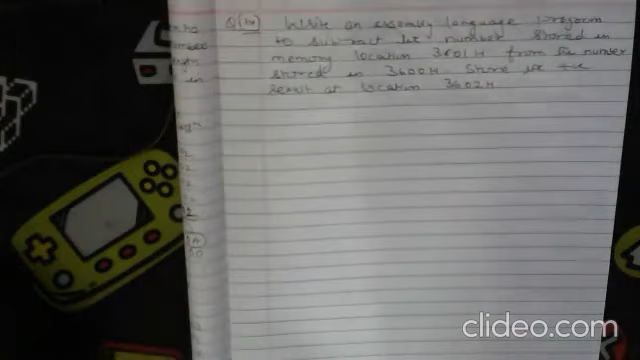 Q(10) Write an assembly language program
to subtract the number stored in
memory location 3601H from the number
stored in 3600H store the
result at location 3602H
clideo.com